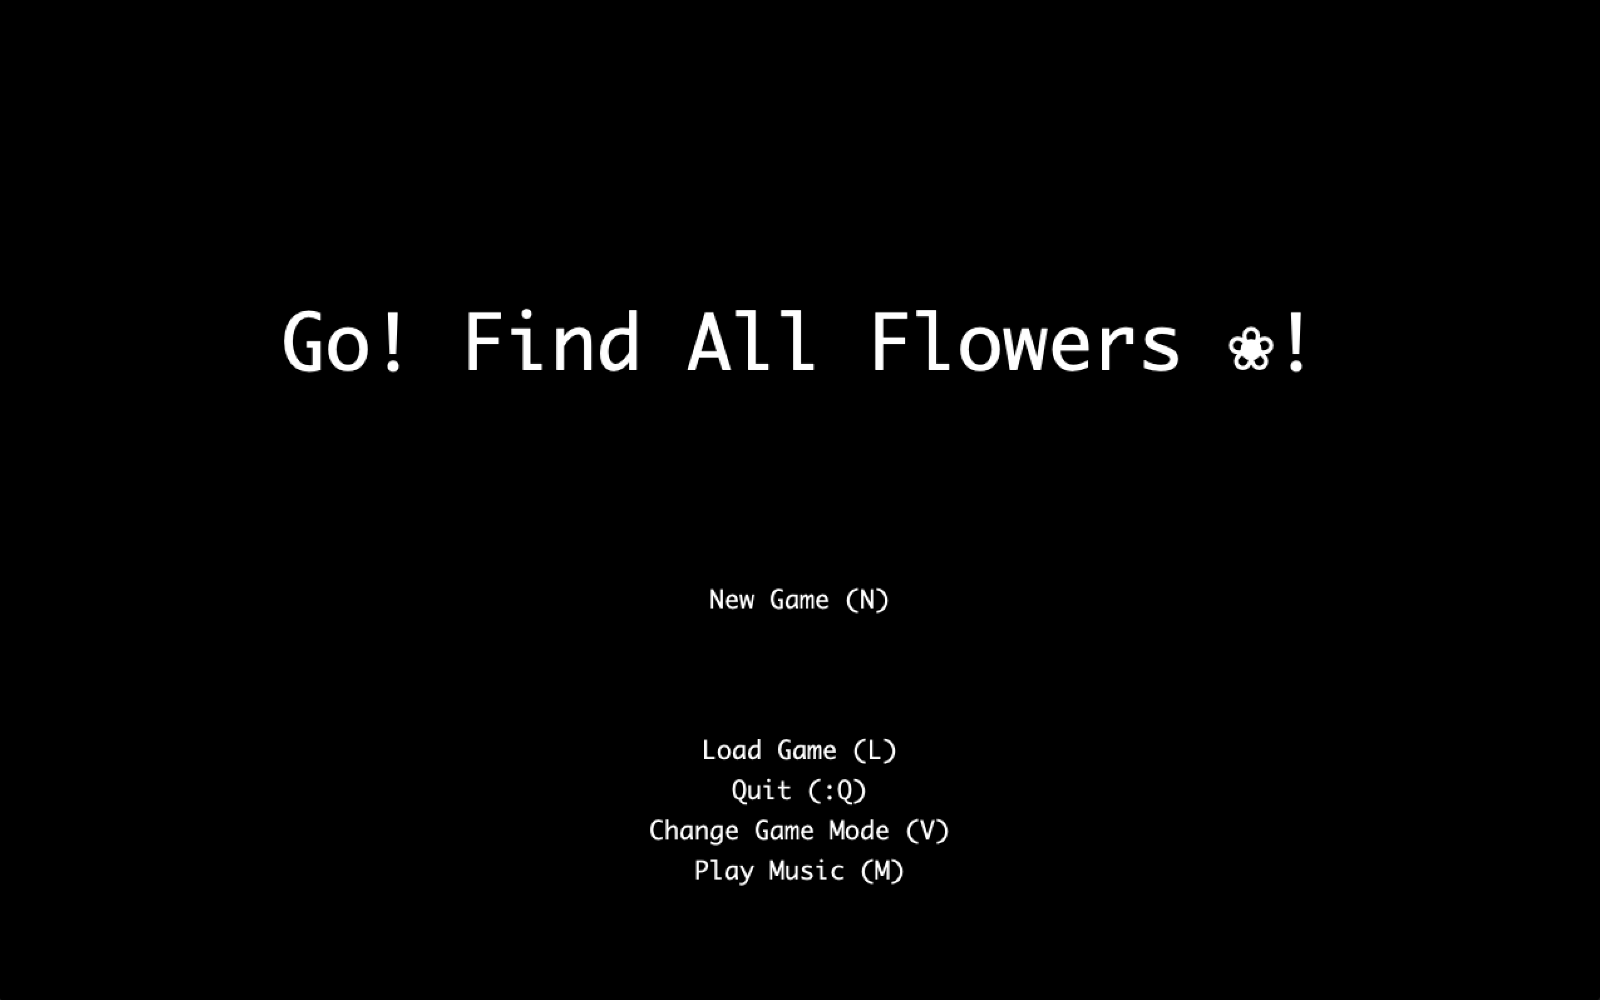 Go! Find All Flowers ❀!
New Game (N)
Load Game (L)
Quit (:Q)
Change Game Mode (V)
Play Music (M)